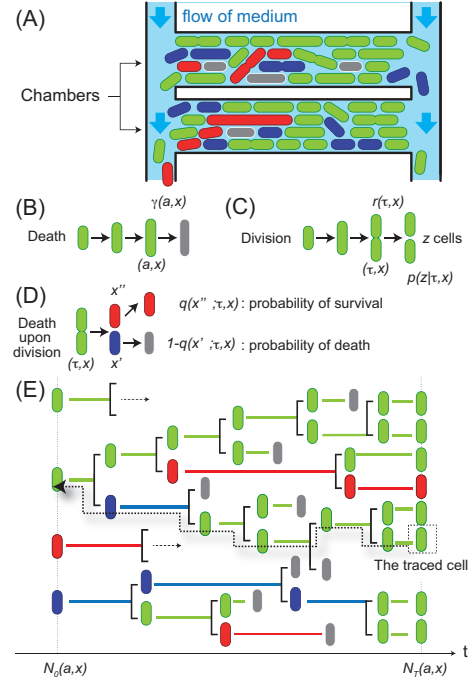 (A)
flow of medium
Chambers
(B)
γ(a,x)
Death
(a,x)
(C)
r(τ,x)
Division
z cells
(τ,x)
p(z|τ,x)
(D)
x''
q(x'' ;τ,x) : probability of survival
Death
upon
division
1-q(x' ;τ,x) : probability of death
(τ,x)
x'
(E)
The traced cell
t
N0(a,x)
NT(a,x)